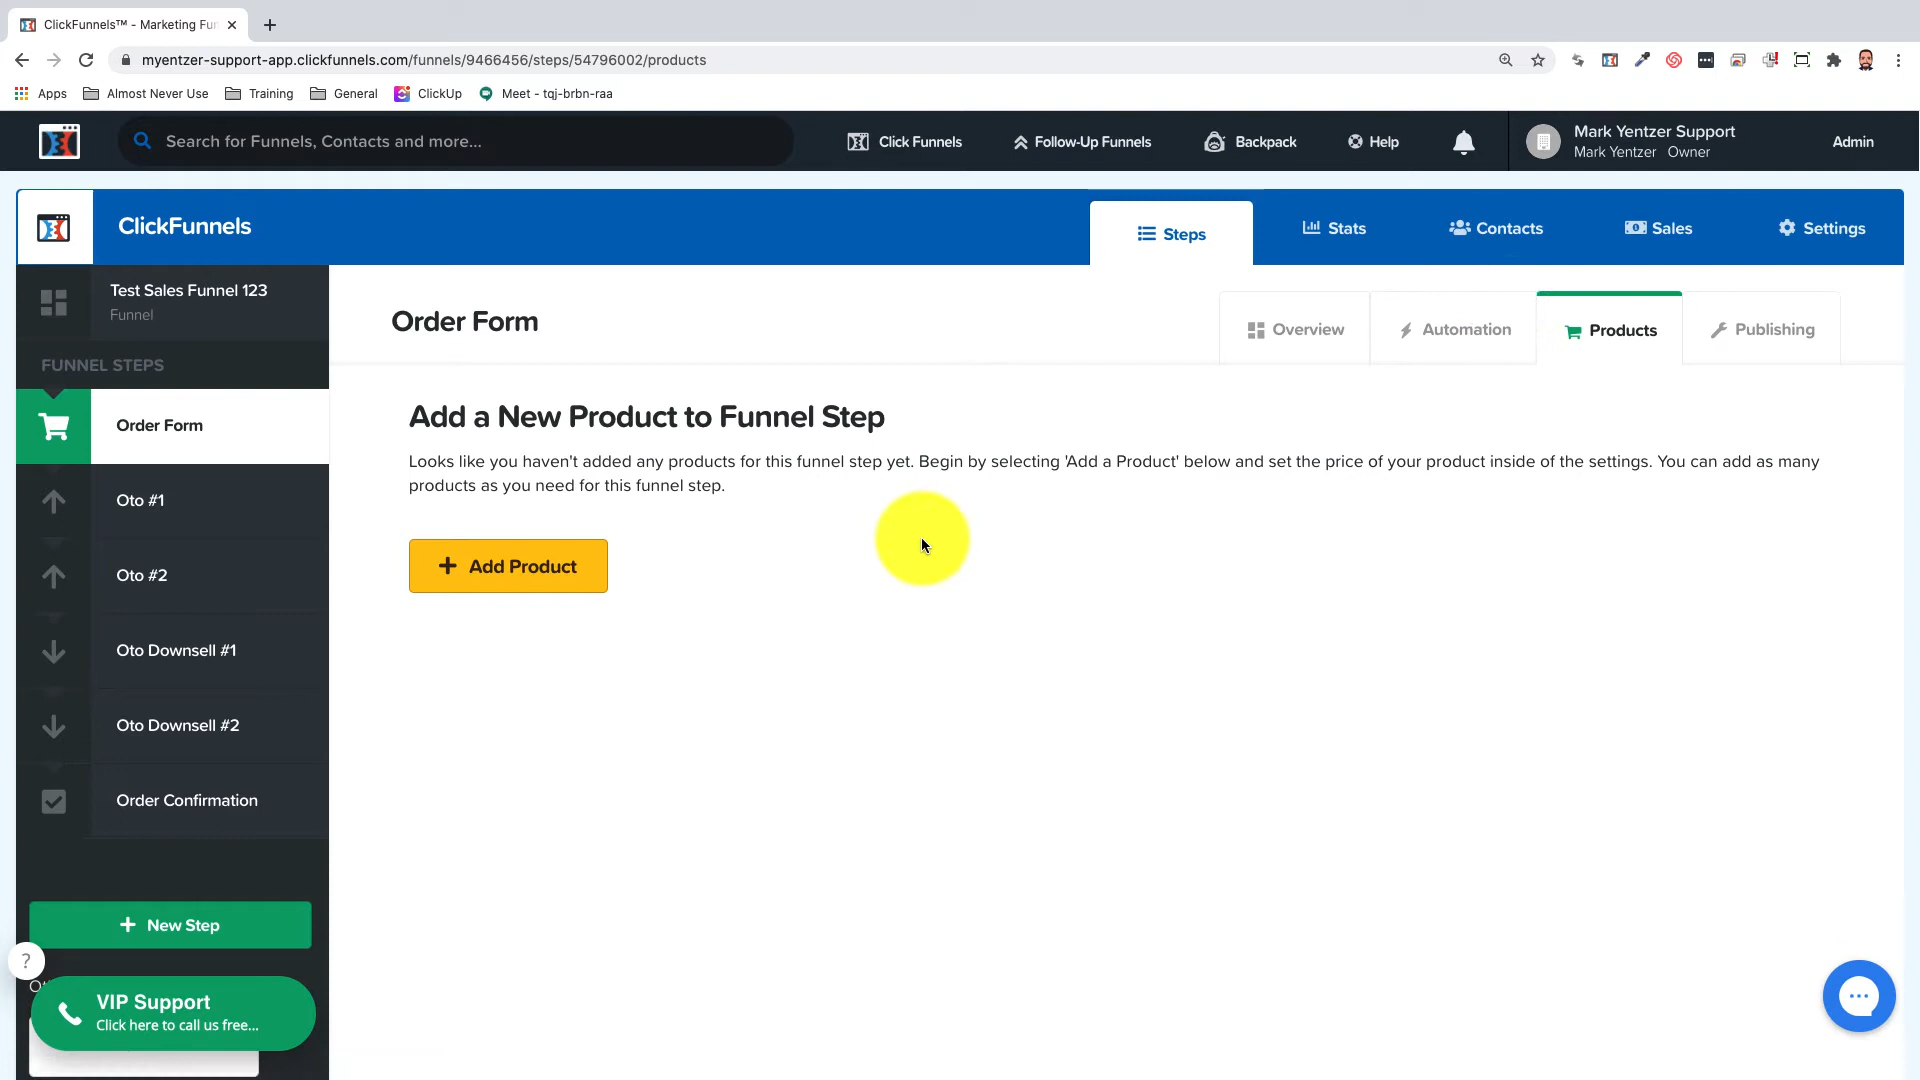 ClickFunnels™ - Marketing Fun
myentzer-support-app.clickfunnels.com/funnels/9466456/steps/54796002/products
Apps Almost Never Use Training General ClickUp Meet - tqj-brbn-raa
Search for Funnels, Contacts and more...
Click Funnels
Follow-Up Funnels
Backpack
Help
Mark Yentzer Support
Mark Yentzer Owner
Admin
ClickFunnels
Steps
Stats
Contacts
Sales
Settings
Test Sales Funnel 123
Funnel
FUNNEL STEPS
Order Form
Oto #1
Oto #2
Oto Downsell #1
Oto Downsell #2
Order Confirmation
+ New Step
?
VIP Support
Click here to call us free...
Order Form
Overview
Automation
Products
Publishing
Add a New Product to Funnel Step
Looks like you haven't added any products for this funnel step yet. Begin by selecting 'Add a Product' below and set the price of your product inside of the settings. You can add as many
products as you need for this funnel step.
+ Add Product